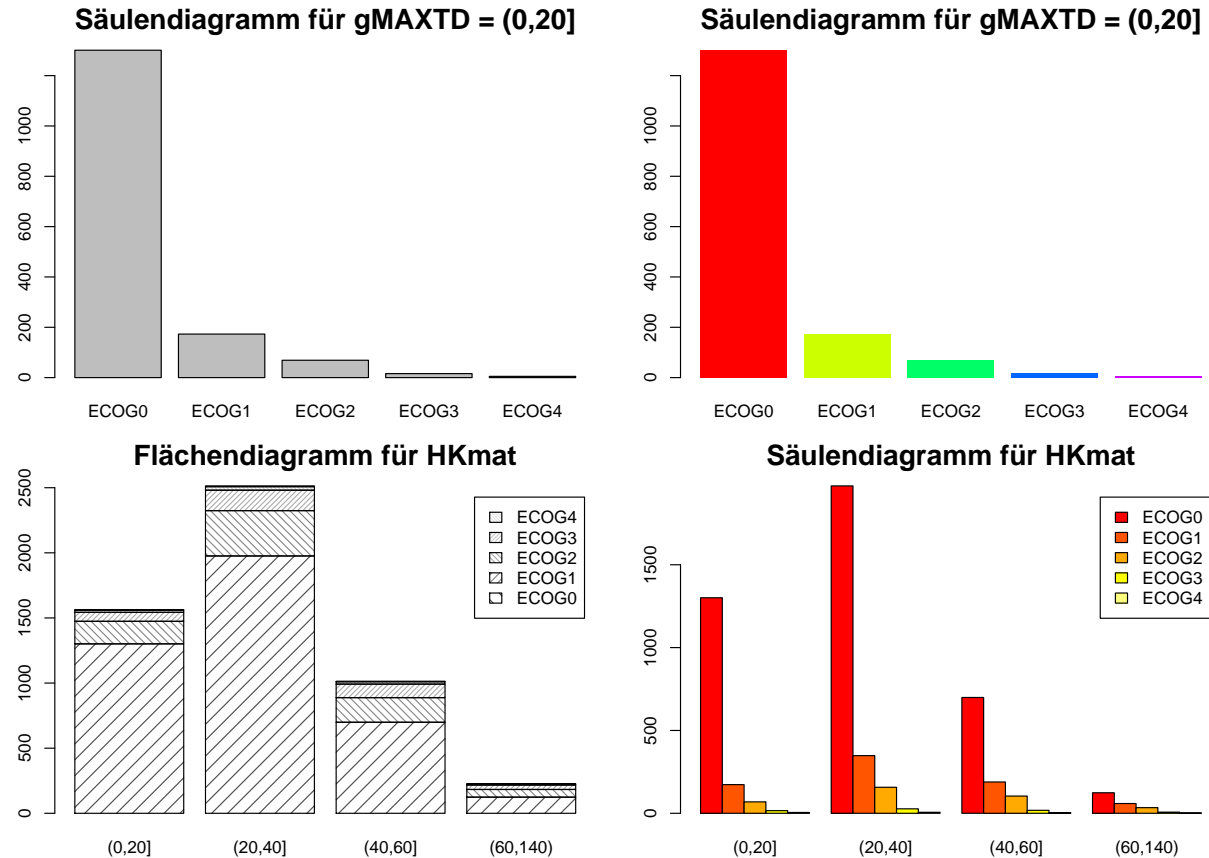 Säulendiagramm für gMAXTD = (0,20]
1000
800
600
400
200
0
ECOG0 ECOG1 ECOG2 ECOG3 ECOG4
Säulendiagramm für gMAXTD = (0,20]
1000
800
600
400
200
0
ECOG0 ECOG1 ECOG2 ECOG3 ECOG4
Flächendiagramm für HKmat
2500
2000
1500
1000
500
0
ECOG4
ECOG3
ECOG2
ECOG1
ECOG0
(0,20] (20,40] (40,60] (60,140)
Säulendiagramm für HKmat
1500
1000
500
0
ECOG0
ECOG1
ECOG2
ECOG3
ECOG4
(0,20] (20,40] (40,60] (60,140)